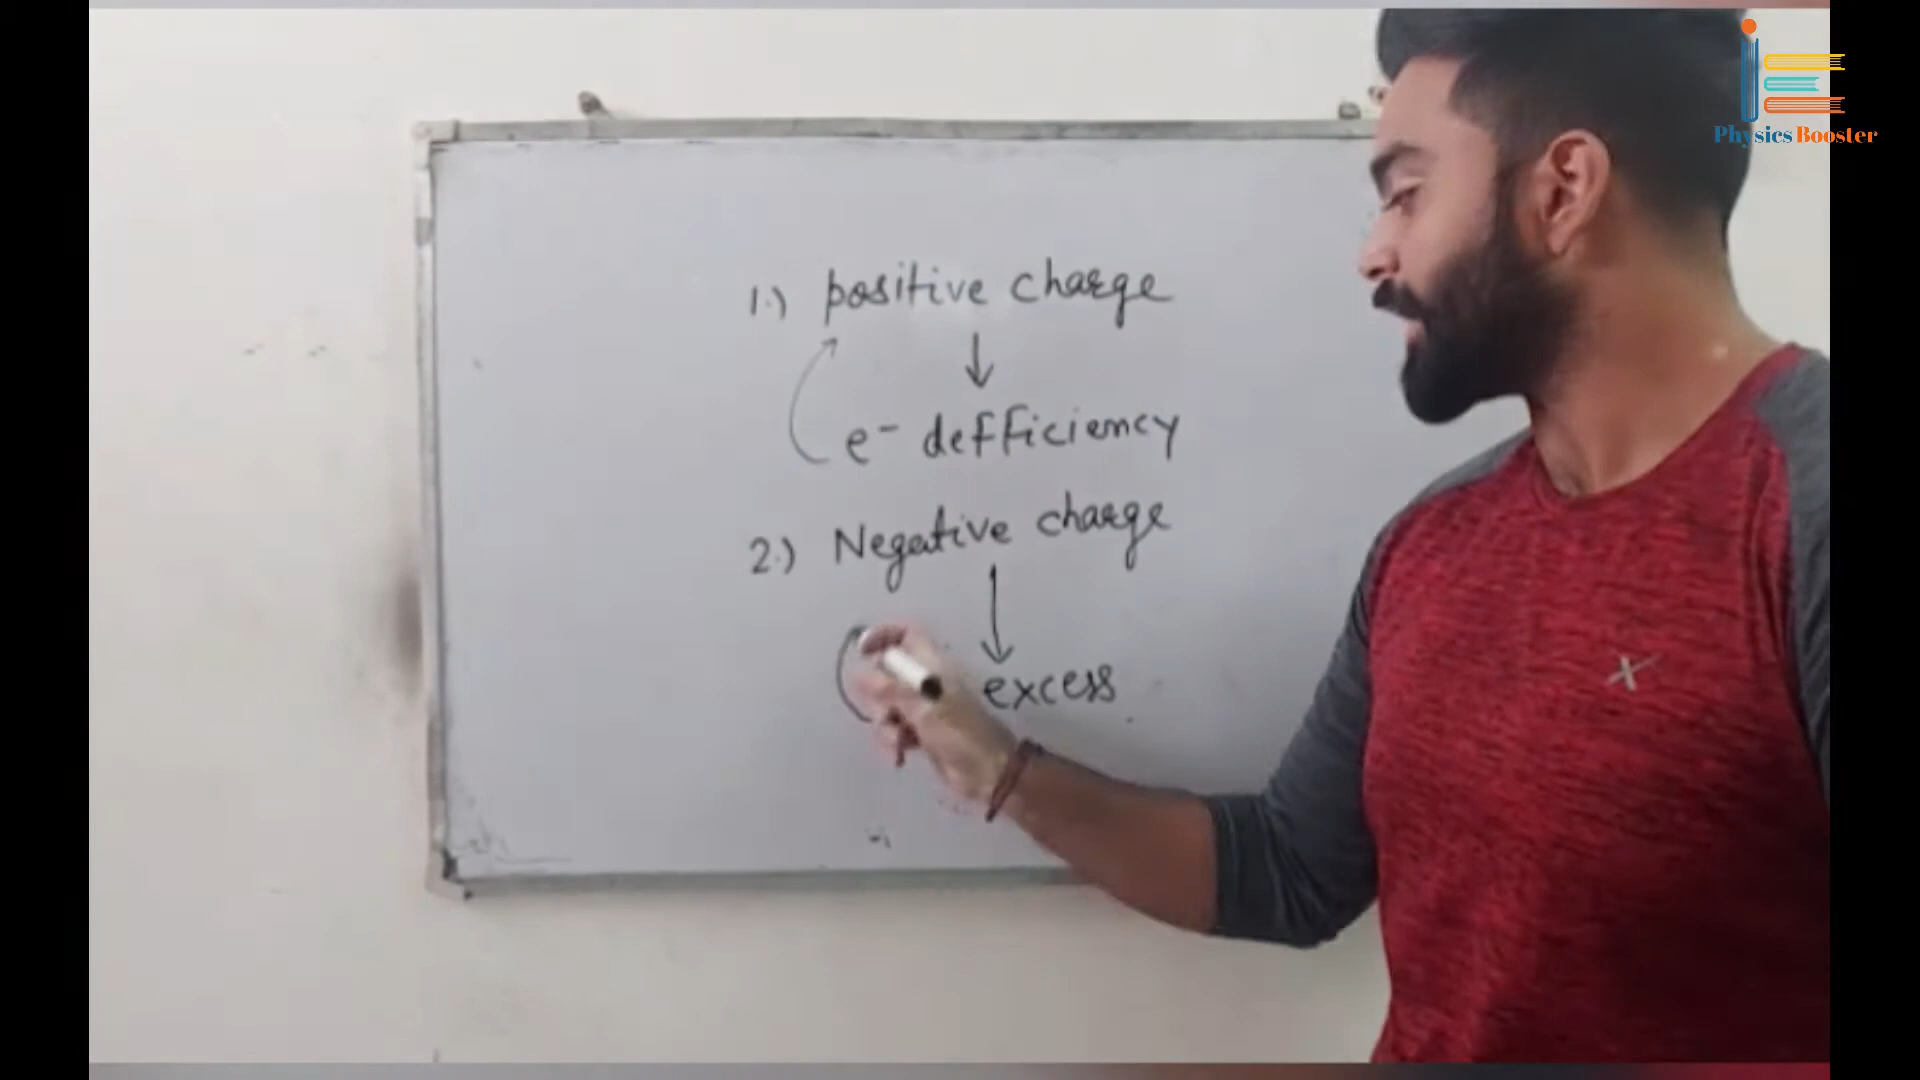 Physics Booster
1.) positive charge
e- defficiency
2.) Negative charge
excess